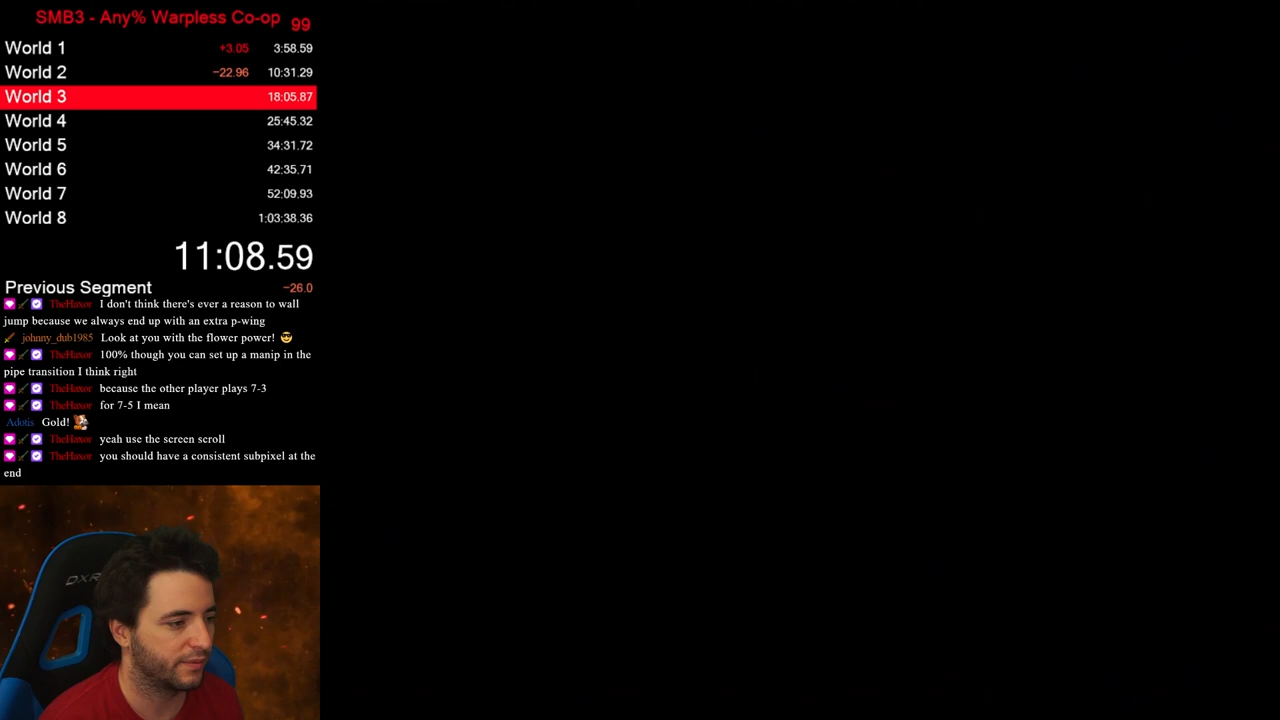 SMB3 - Any% Warpless Co-op 99
World 1 +3.05 3:58.59
World 2 −22.96 10:31.29
World 3 18:05.87
World 4 25:45.32
World 5 34:31.72
World 6 42:35.71
World 7 52:09.93
World 8 1:03:38.36
11:08.59
Previous Segment −26.0
TheHaxor I don't think there's ever a reason to wall
jump because we always end up with an extra p-wing
johnny_dub1985 Look at you with the flower power! 😎
TheHaxor 100% though you can set up a manip in the
pipe transition I think right
TheHaxor because the other player plays 7-3
TheHaxor for 7-5 I mean
Adotis Gold!
TheHaxor yeah use the screen scroll
TheHaxor you should have a consistent subpixel at the
end
DXR